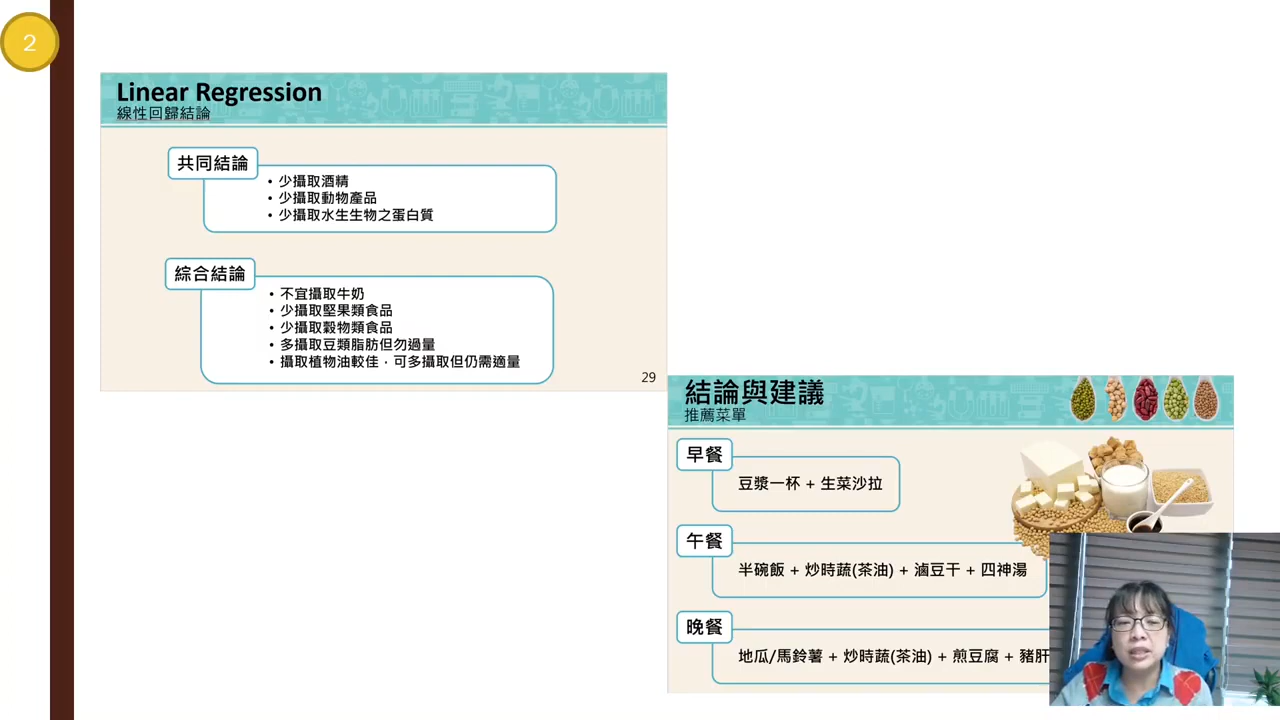 2
Linear Regression
線性回歸結論
共同結論
• 少攝取酒精
• 少攝取動物產品
• 少攝取水生生物之蛋白質
綜合結論
• 不宜攝取牛奶
• 少攝取堅果類食品
• 少攝取穀物類食品
• 多攝取豆類脂肪但勿過量
• 攝取植物油較佳，可多攝取但仍需適量
29
結論與建議
推薦菜單
早餐
豆漿一杯 + 生菜沙拉
午餐
半碗飯 + 炒時蔬(茶油) + 滷豆干 + 四神湯
晚餐
地瓜/馬鈴薯 + 炒時蔬(茶油) + 煎豆腐 + 豬肝